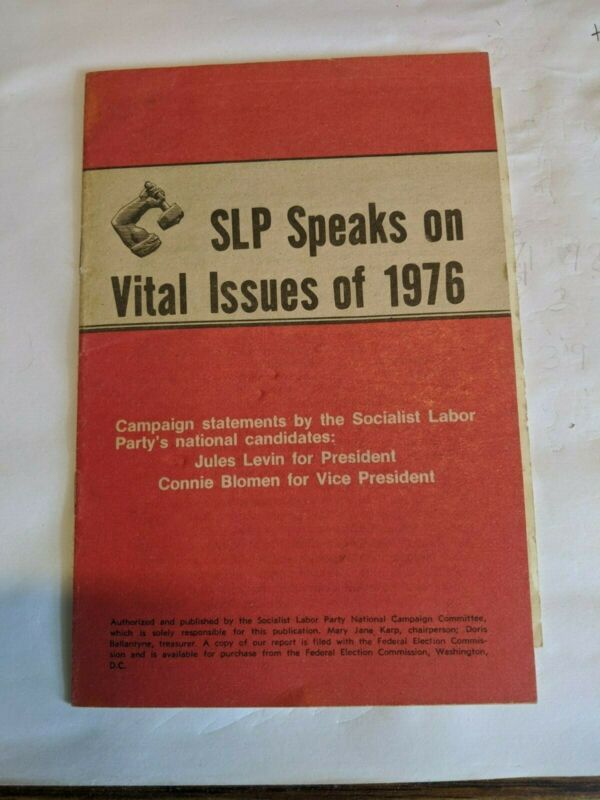 SLP Speaks on
Vital Issues of 1976
Campaign statements by the Socialist Labor
Party's national candidates:
Jules Levin for President
Connie Blomen for Vice President
Authorized and published by the Socialist Labor Party National Campaign Committee,
which is solely responsible for this publication. Mary Jane Karp, chairperson; Doris
Ballantyne, treasurer. A copy of our report is filed with the Federal Election Commis-
sion and is available for purchase from the Federal Election Commission, Washington,
D.C.